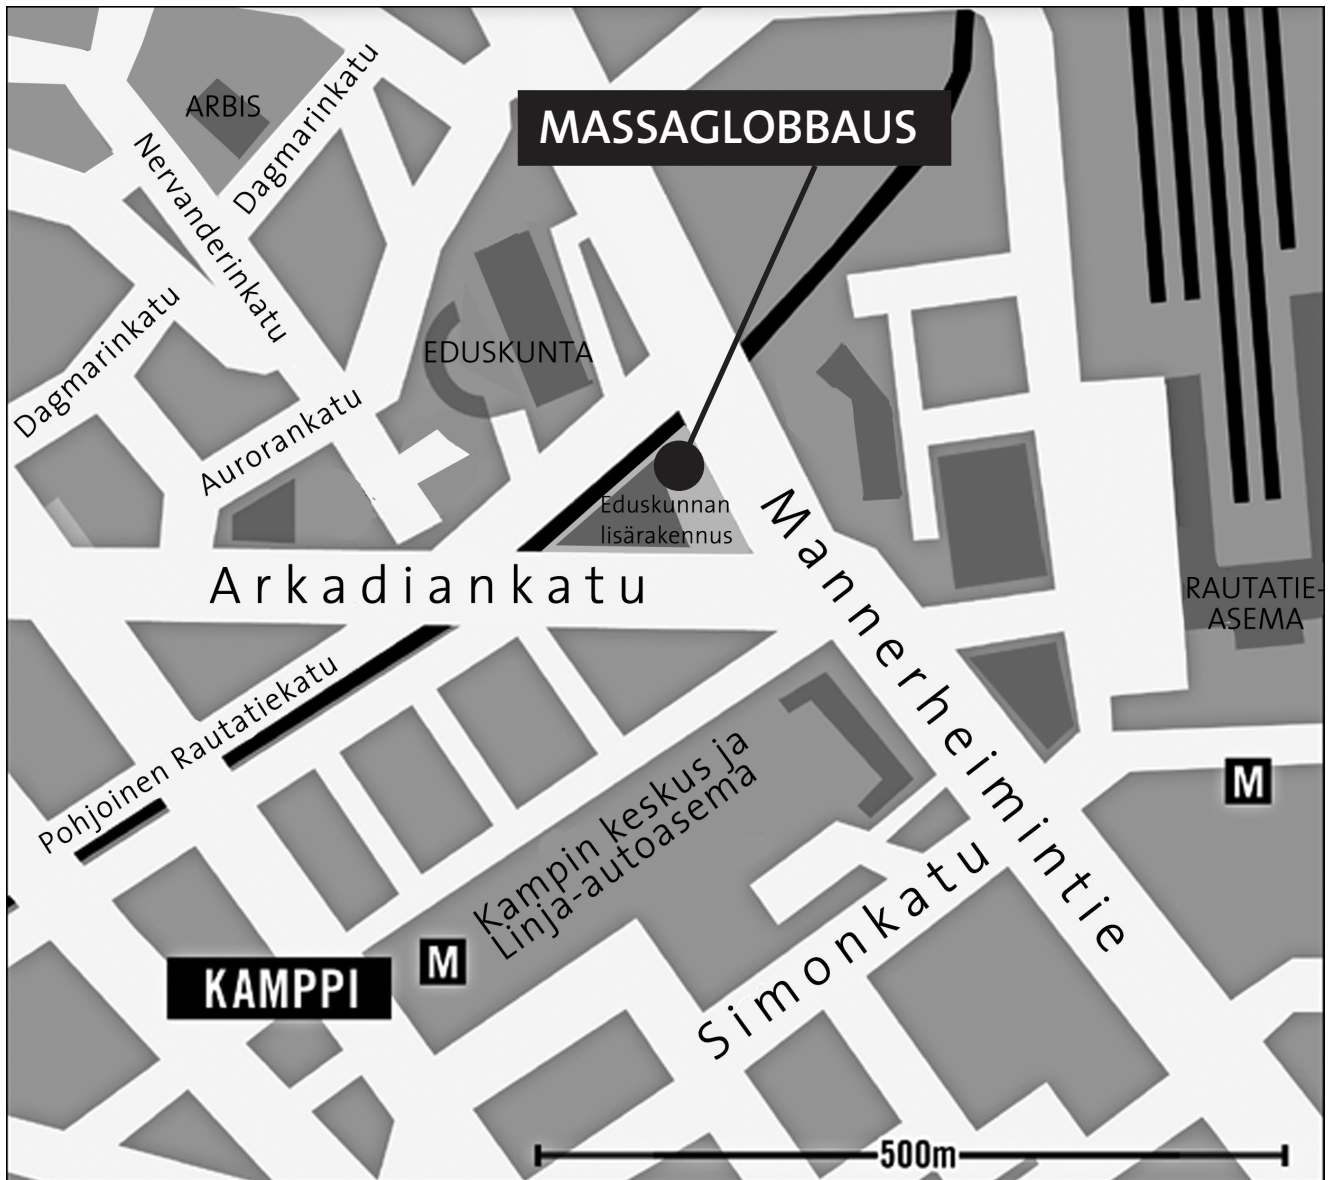 ARBIS
Dagmarinkatu
MASSAGLOBBAUS
Nervanderinkatu
Dagmarinkatu
EDUSKUNTA
Aurorankatu
Eduskunnan
lisärakennus
Mannerheimintie
Arkadiankatu
RAUTATIE-
ASEMA
Pohjoinen Rautatiekatu
Kampin keskus ja
Linja-autoasema
M
Simonkatu
M
KAMPPI
500m